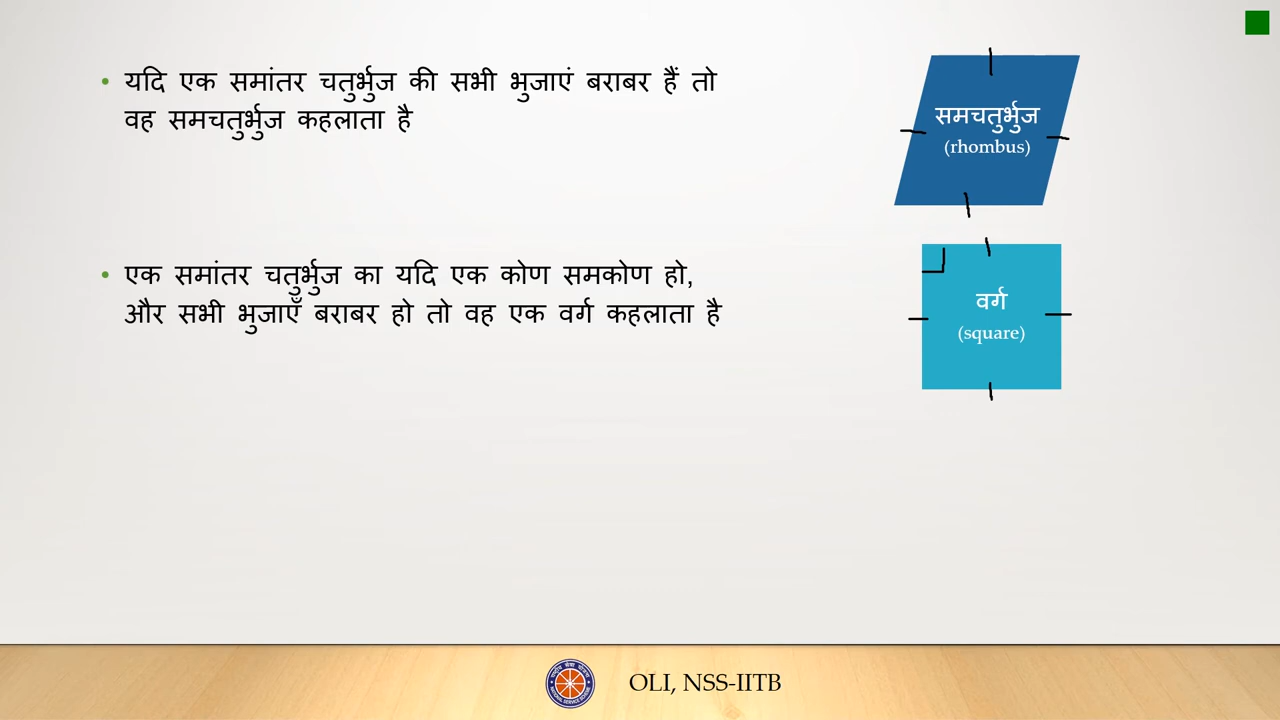 • यदि एक समांतर चतुर्भुज की सभी भुजाएं बराबर हैं तो
वह समचतुर्भुज कहलाता है
समचतुर्भुज
(rhombus)
• एक समांतर चतुर्भुज का यदि एक कोण समकोण हो,
और सभी भुजाएँ बराबर हो तो वह एक वर्ग कहलाता है
वर्ग
(square)
OLI, NSS-IITB